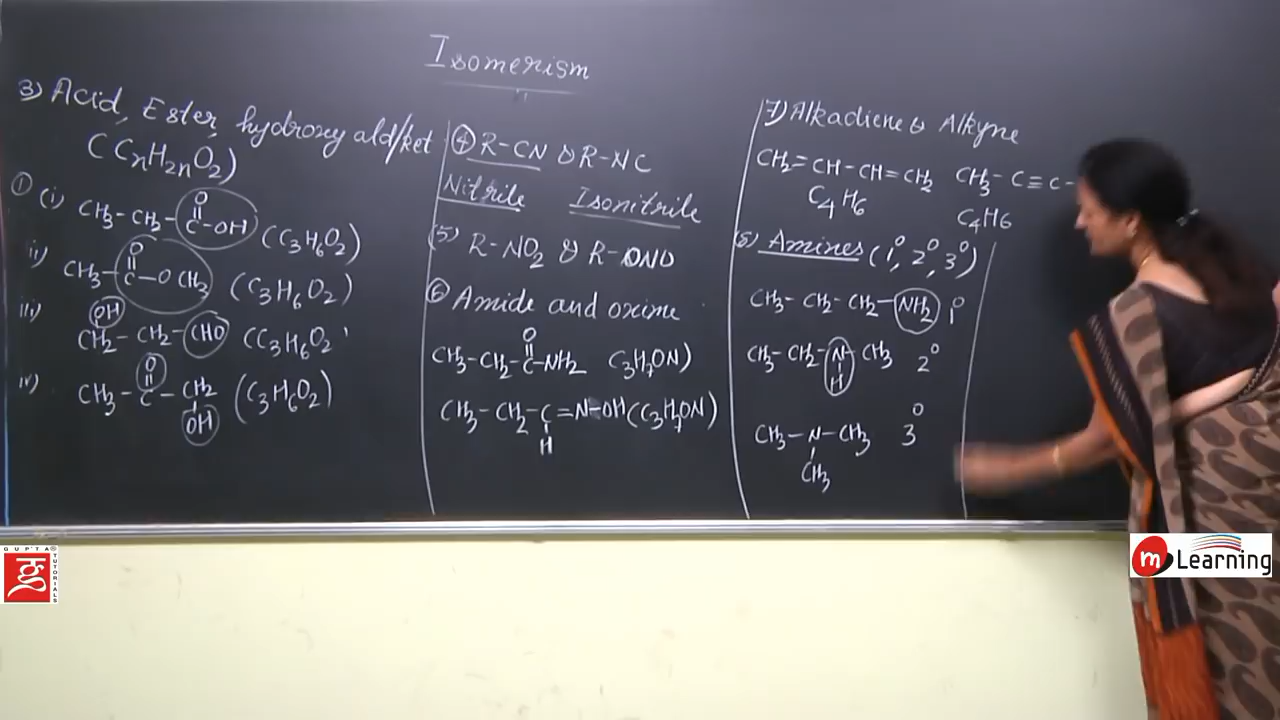 Isomerism
3) Acid, Ester, hydroxy ald/ket
(CnH2nO2)
① (i) CH3-CH2-C-OH (C3H6O2)
O
ii) CH3-C-O CH3 (C3H6O2)
O
iii) CH2-CH2-CHO (C3H6O2
OH
iv) CH3-C-CH2 (C3H6O2)
O
OH
④ R-CN & R-NC
Nitrile Isonitrile
(5) R-NO2 & R-ONO
⑥ Amide and oxime
O
CH3-CH2-C-NH2 C3H7ON)
CH3-CH2-C=N-OH (C3H7ON)
H
7) Alkadiene & Alkyne
CH2=CH-CH=CH2 CH3-C≡C-
C4H6 C4H6
(8) Amines (1°, 2°, 3°)
CH3-CH2-CH2-NH2 1°
CH3-CH2-N-CH3 2°
H
CH3-N-CH3 3°
CH3
GUPTA
TUTORIALS
m Learning